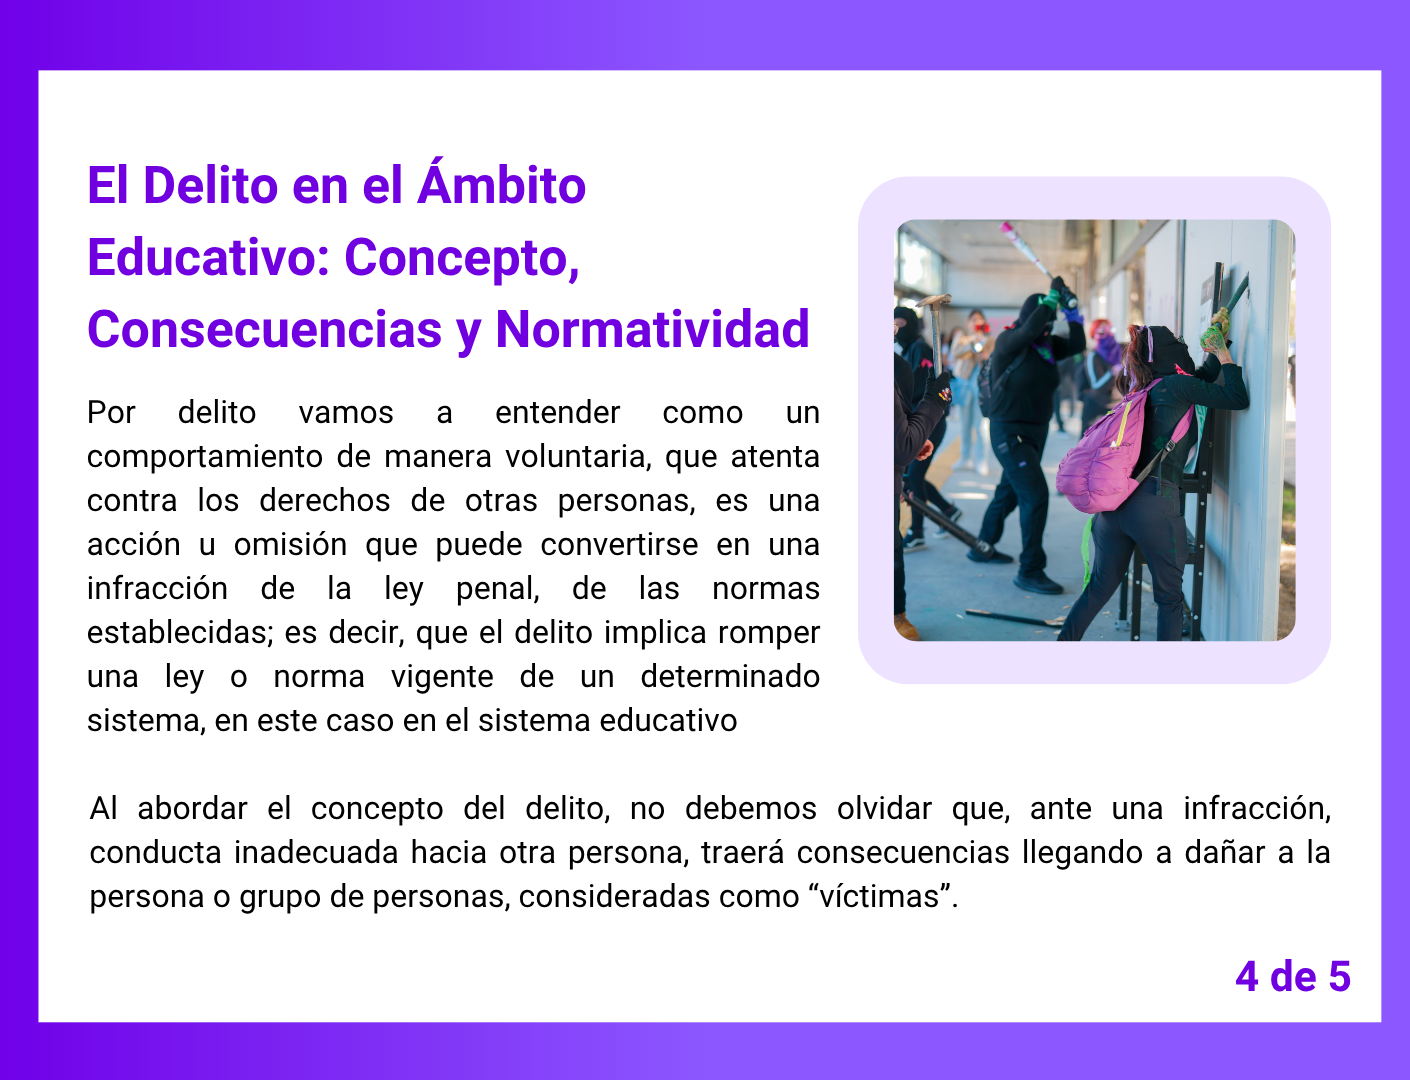 El Delito en el Ámbito
Educativo: Concepto,
Consecuencias y Normatividad
Por delito vamos a entender como un
comportamiento de manera voluntaria, que atenta
contra los derechos de otras personas, es una
acción u omisión que puede convertirse en una
infracción de la ley penal, de las normas
establecidas; es decir, que el delito implica romper
una ley o norma vigente de un determinado
sistema, en este caso en el sistema educativo
Al abordar el concepto del delito, no debemos olvidar que, ante una infracción,
conducta inadecuada hacia otra persona, traerá consecuencias llegando a dañar a la
persona o grupo de personas, consideradas como “víctimas”.
4 de 5